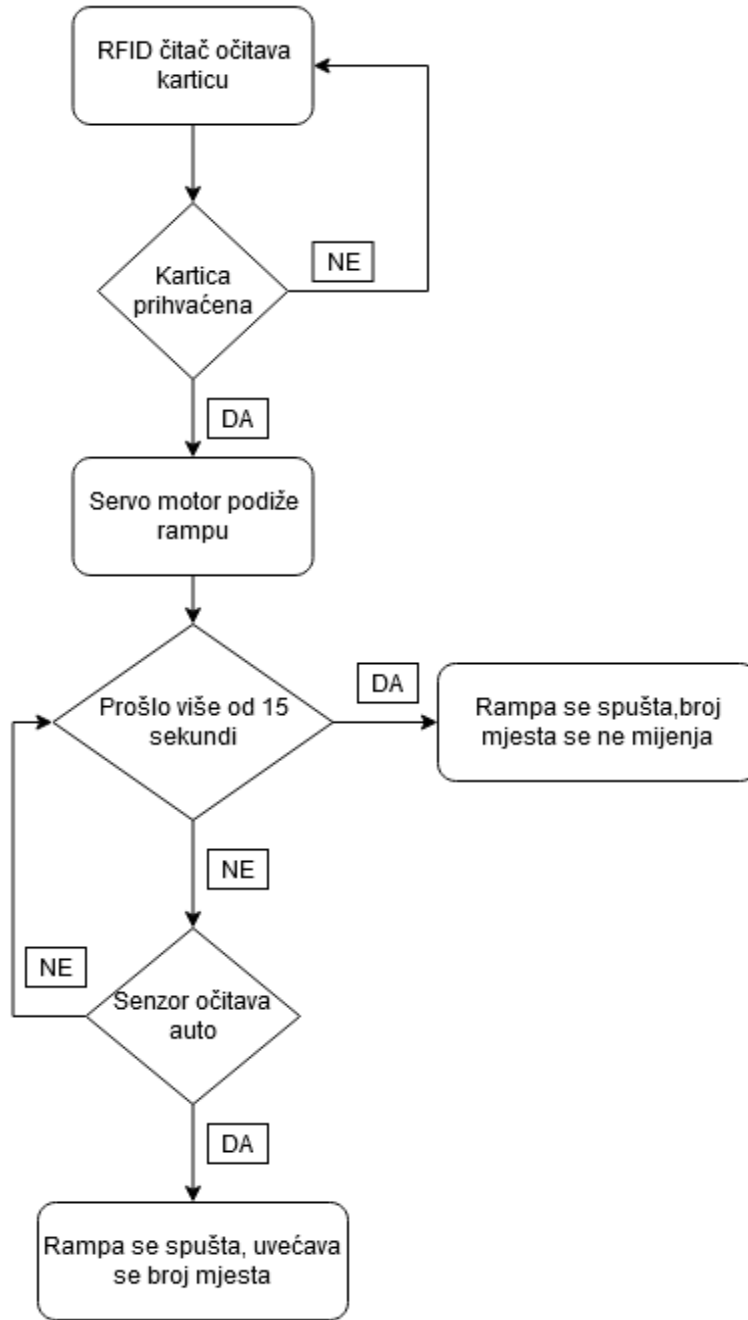 RFID čitač očitava
karticu
NE
Kartica
prihvaćena
DA
Servo motor podiže
rampu
DA
Prošlo više od 15
sekundi
Rampa se spušta,broj
mjesta se ne mijenja
NE
NE
Senzor očitava
auto
DA
Rampa se spušta, uvećava
se broj mjesta